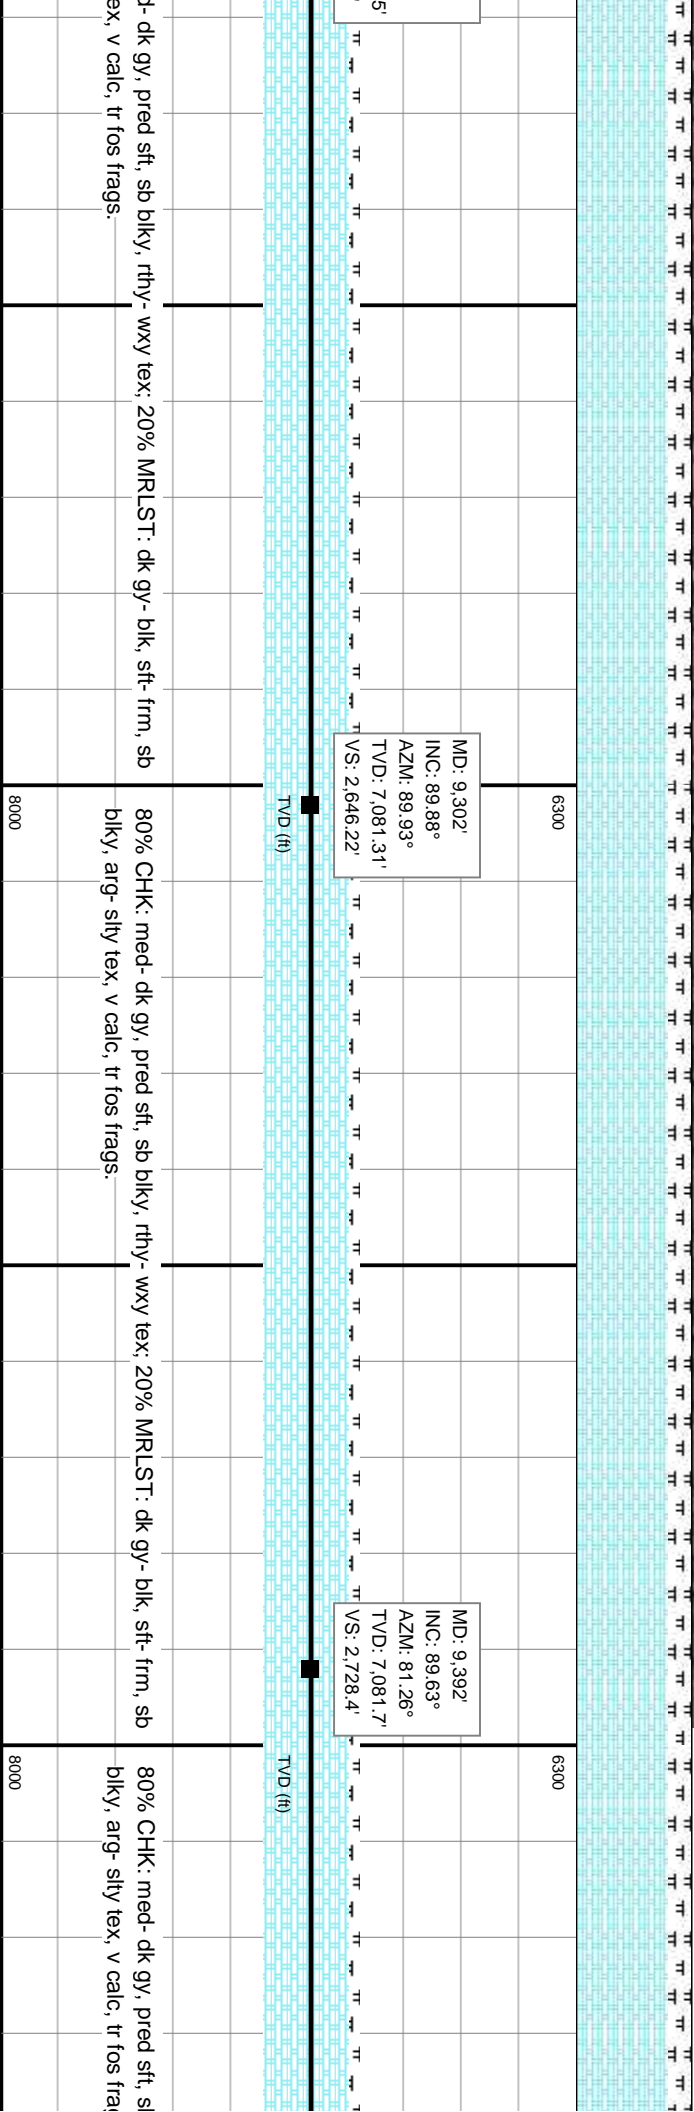 5'
d- dk gy, pred sft, sb blky, rthy- wxy tex; 20% MRLST: dk gy- blk, sft- frm, sb
ex, v calc, tr fos frags.
6300
MD: 9,302'
INC: 89.88°
AZM: 89.93°
TVD: 7,081.31'
VS: 2,646.22'
TVD (ft)
8000
80% CHK: med- dk gy, pred sft, sb blky, rthy- wxy tex; 20% MRLST: dk gy- blk, sft- frm, sb
blky, arg- slty tex, v calc, tr fos frags.
MD: 9,392'
INC: 89.63°
AZM: 81.26°
TVD: 7,081.7'
VS: 2,728.4'
6300
TVD (ft)
8000
80% CHK: med- dk gy, pred sft, sl
blky, arg- slty tex, v calc, tr fos frag